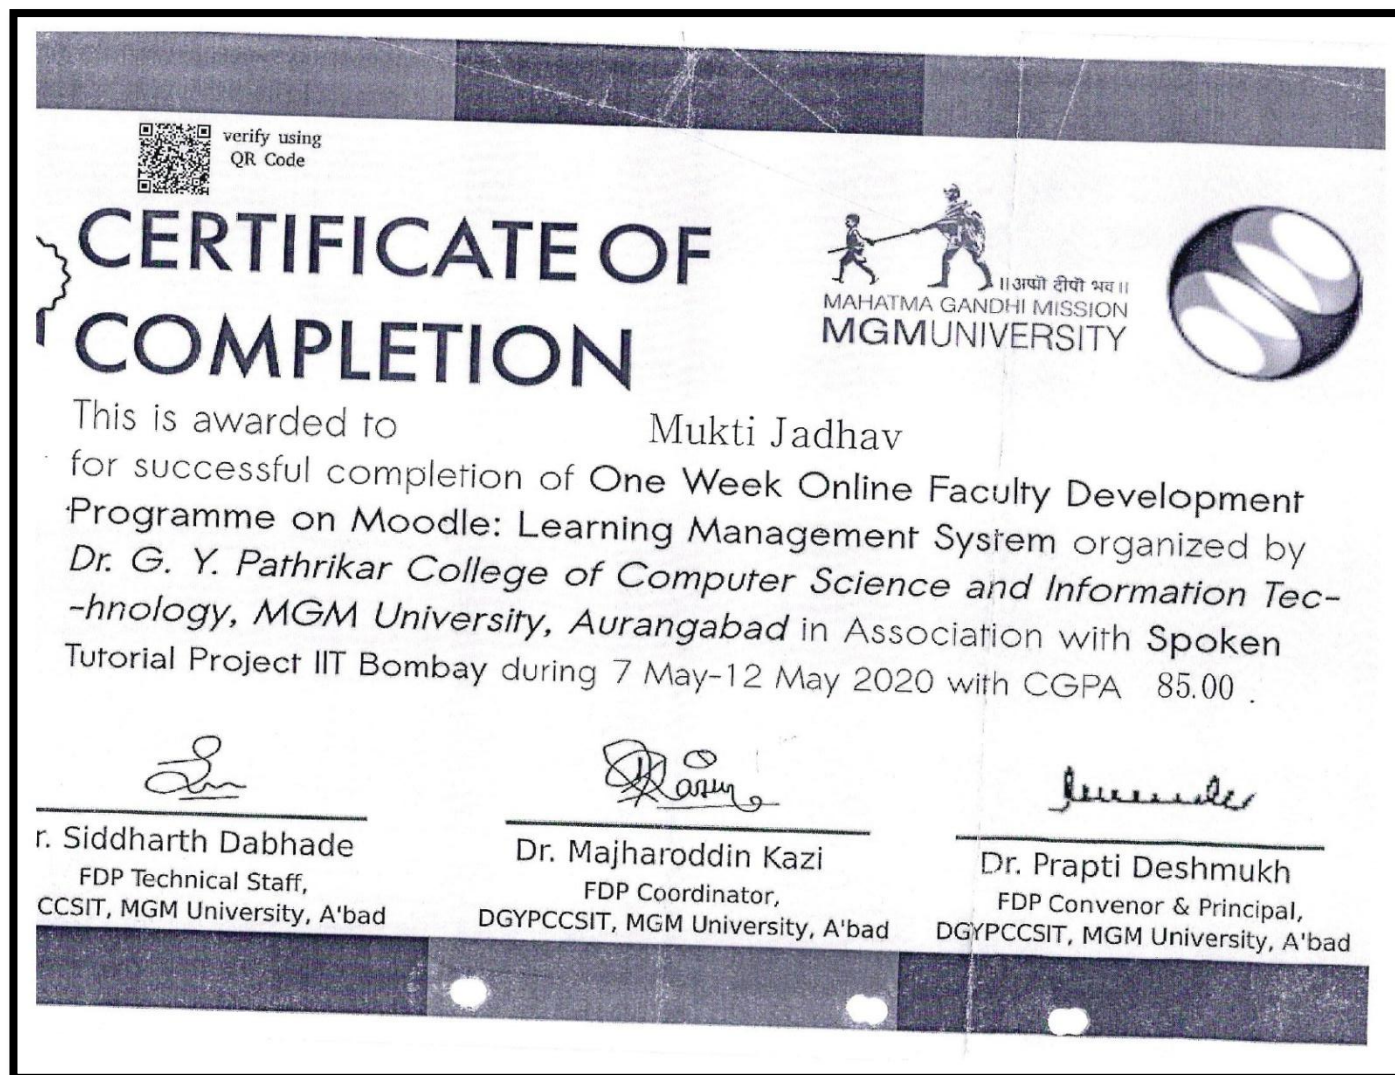 verify using
QR Code
CERTIFICATE OF
COMPLETION
॥अपॊ दीपॊ भव॥
MAHATMA GANDHI MISSION
MGMUNIVERSITY
This is awarded to Mukti Jadhav
for successful completion of One Week Online Faculty Development
Programme on Moodle: Learning Management System organized by
Dr. G. Y. Pathrikar College of Computer Science and Information Tec-
-hnology, MGM University, Aurangabad in Association with Spoken
Tutorial Project IIT Bombay during 7 May-12 May 2020 with CGPA 85.00 .
r. Siddharth Dabhade
FDP Technical Staff,
CCSIT, MGM University, A'bad
Dr. Majharoddin Kazi
FDP Coordinator,
DGYPCCSIT, MGM University, A'bad
Dr. Prapti Deshmukh
FDP Convenor & Principal,
DGYPCCSIT, MGM University, A'bad